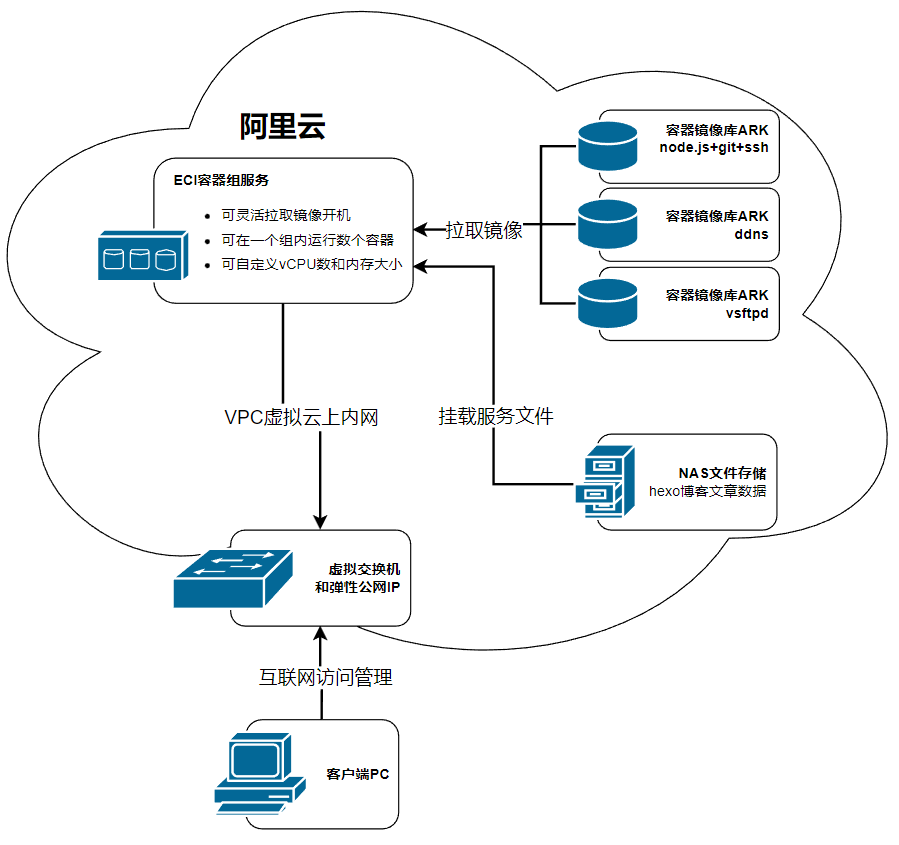 阿里云
ECI容器组服务
可灵活拉取镜像开机
可在一个组内运行数个容器
可自定义vCPU数和内存大小
拉取镜像
容器镜像库ARK
node.js+git+ssh
容器镜像库ARK
ddns
容器镜像库ARK
vsftpd
VPC虚拟云上内网
挂载服务文件
NAS文件存储
hexo博客文章数据
虚拟交换机
和弹性公网IP
互联网访问管理
客户端PC